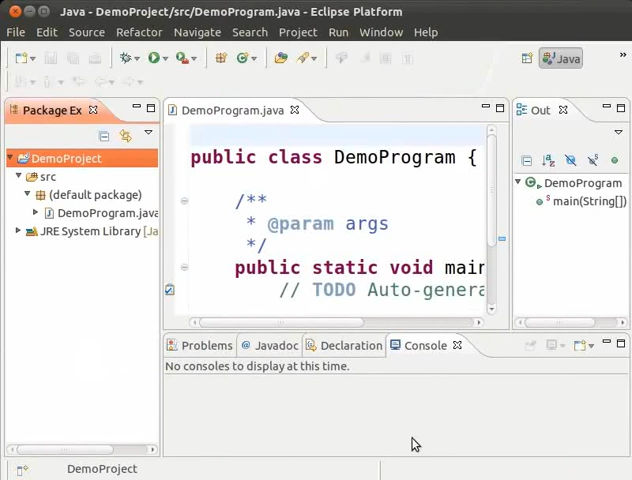 Java - DemoProject/src/DemoProgram.java - Eclipse Platform
File Edit Source Refactor Navigate Search Project Run Window Help
Java »
Package Ex
DemoProject
src
(default package)
DemoProgram.java
JRE System Library [Ja
DemoProgram.java
public class DemoProgram {
/**
* @param args
*/
public static void main
// TODO Auto-genera
Out
DemoProgram
main(String[])
Problems @ Javadoc Declaration Console
No consoles to display at this time.
DemoProject